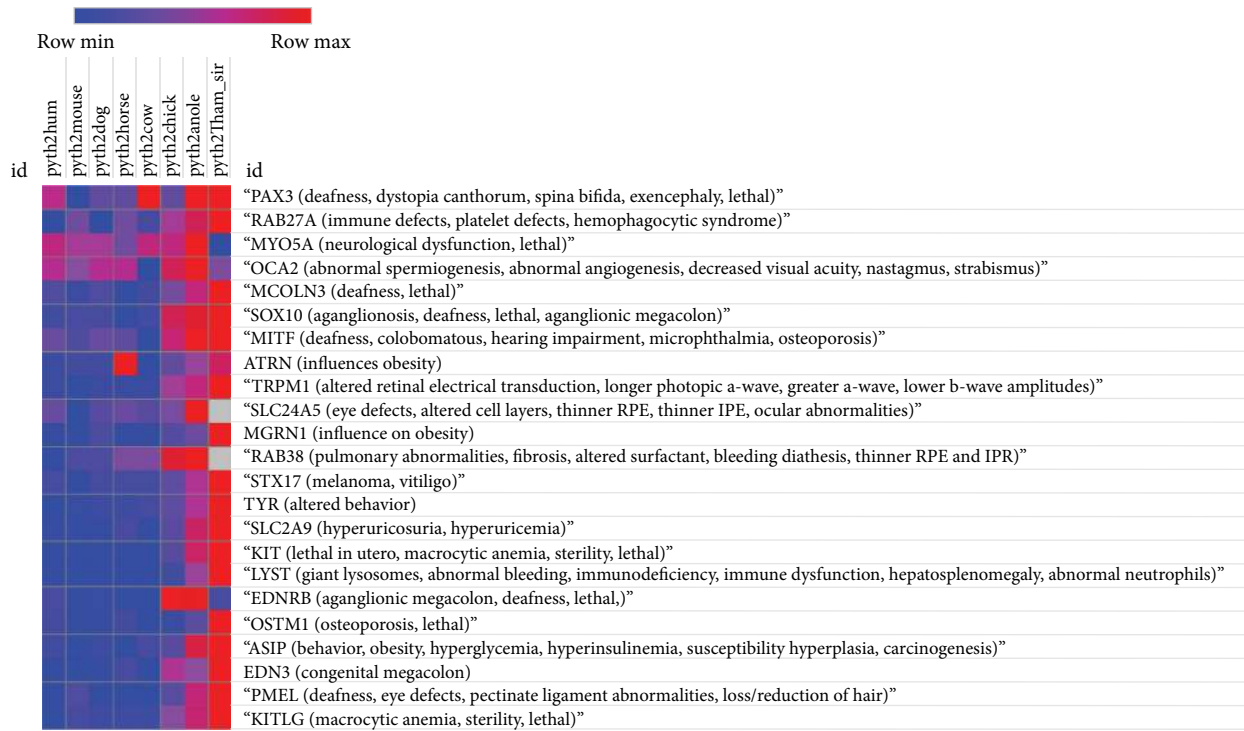 Row min Row max
pyth2hum
pyth2mouse
pyth2dog
pyth2horse
pyth2cow
pyth2chick
pyth2anole
pyth2Tham_sir
id id
“PAX3 (deafness, dystopia canthorum, spina bifida, exencephaly, lethal)”
“RAB27A (immune defects, platelet defects, hemophagocytic syndrome)”
“MYO5A (neurological dysfunction, lethal)”
“OCA2 (abnormal spermiogenesis, abnormal angiogenesis, decreased visual acuity, nastagmus, strabismus)”
“MCOLN3 (deafness, lethal)”
“SOX10 (aganglionosis, deafness, lethal, aganglionic megacolon)”
“MITF (deafness, colobomatous, hearing impairment, microphthalmia, osteoporosis)”
ATRN (influences obesity)
“TRPM1 (altered retinal electrical transduction, longer photopic a-wave, greater a-wave, lower b-wave amplitudes)”
“SLC24A5 (eye defects, altered cell layers, thinner RPE, thinner IPE, ocular abnormalities)”
MGRN1 (influence on obesity)
“RAB38 (pulmonary abnormalities, fibrosis, altered surfactant, bleeding diathesis, thinner RPE and IPR)”
“STX17 (melanoma, vitiligo)”
TYR (altered behavior)
“SLC2A9 (hyperuricosuria, hyperuricemia)”
“KIT (lethal in utero, macrocytic anemia, sterility, lethal)”
“LYST (giant lysosomes, abnormal bleeding, immunodeficiency, immune dysfunction, hepatosplenomegaly, abnormal neutrophils)”
“EDNRB (aganglionic megacolon, deafness, lethal,)”
“OSTM1 (osteoporosis, lethal)”
“ASIP (behavior, obesity, hyperglycemia, hyperinsulinemia, susceptibility hyperplasia, carcinogenesis)”
EDN3 (congenital megacolon)
“PMEL (deafness, eye defects, pectinate ligament abnormalities, loss/reduction of hair)”
“KITLG (macrocytic anemia, sterility, lethal)”